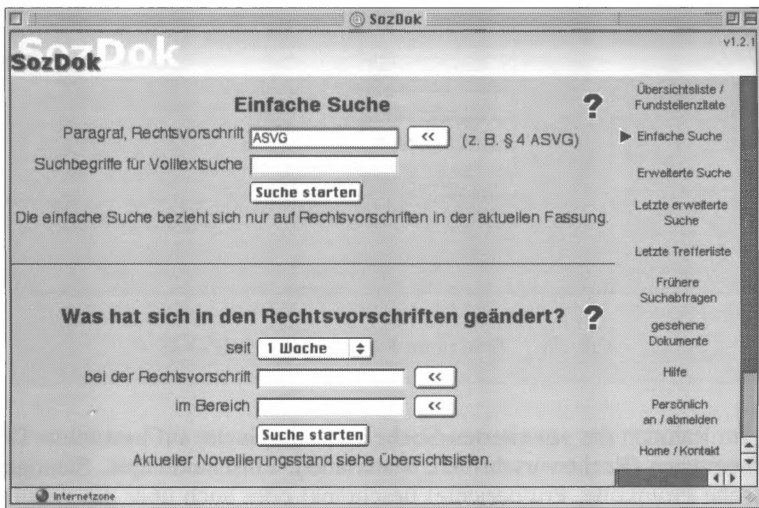 SozDok
v1.2.1
SozDok
SozDok
Einfache Suche ?
Paragraf, Rechtsvorschrift ASVG << (z. B. § 4 ASVG)
Suchbegriffe für Volltextsuche
Suche starten
Die einfache Suche bezieht sich nur auf Rechtsvorschriften in der aktuellen Fassung.
Was hat sich in den Rechtsvorschriften geändert? ?
seit 1 Woche
bei der Rechtsvorschrift <<
im Bereich <<
Suche starten
Aktueller Novellierungsstand siehe Übersichtslisten.
Übersichtsliste /
Fundstellenzitate
Einfache Suche
Erweiterte Suche
Letzte erweiterte
Suche
Letzte Trefferliste
Frühere
Suchabfragen
gesehene
Dokumente
Hilfe
Persönlich
an / abmelden
Home / Kontakt
Internetzone